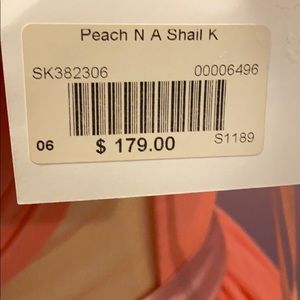 Peach N A Shail K
SK382306 00006496
06 $ 179.00 S1189